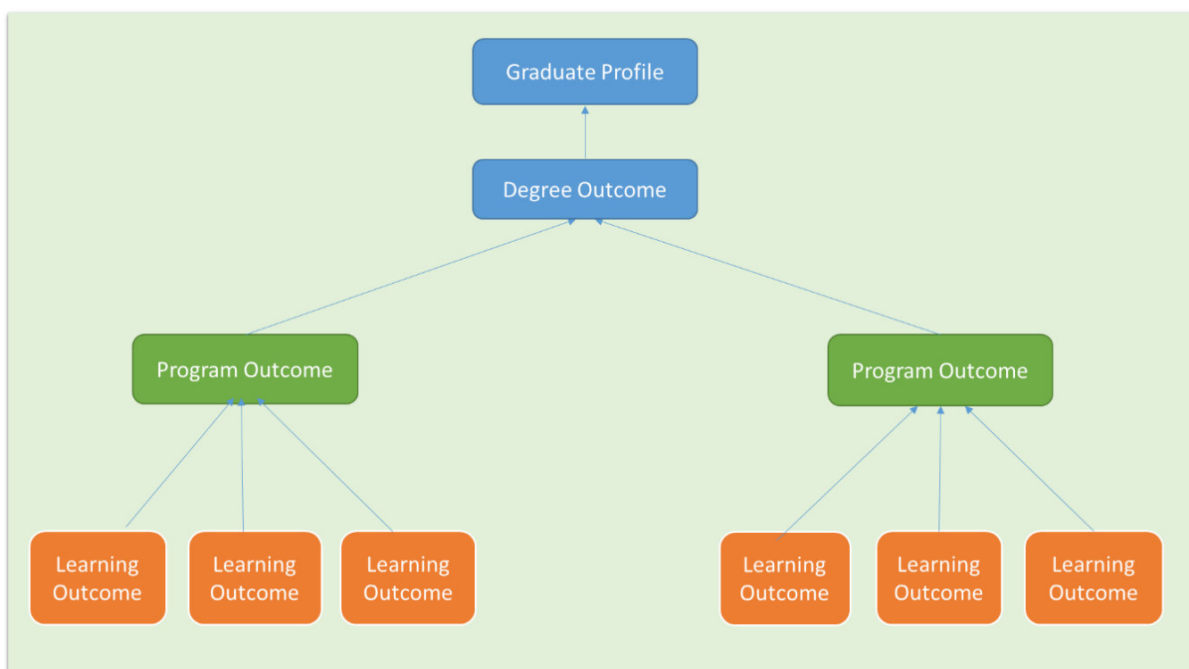 Graduate Profile
Degree Outcome
Program Outcome
Program Outcome
Learning
Outcome
Learning
Outcome
Learning
Outcome
Learning
Outcome
Learning
Outcome
Learning
Outcome